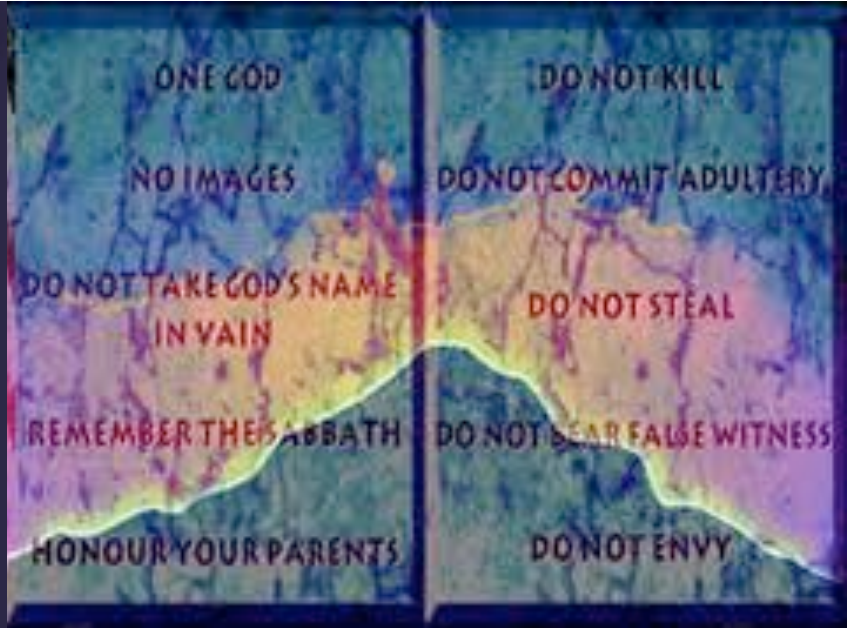 ONE GOD
NO IMAGES
DO NOT TAKE GOD'S NAME
IN VAIN
REMEMBER THE SABBATH
HONOUR YOUR PARENTS
DO NOT KILL
DO NOT COMMIT ADULTERY
DO NOT STEAL
DO NOT BEAR FALSE WITNESS
DO NOT ENVY